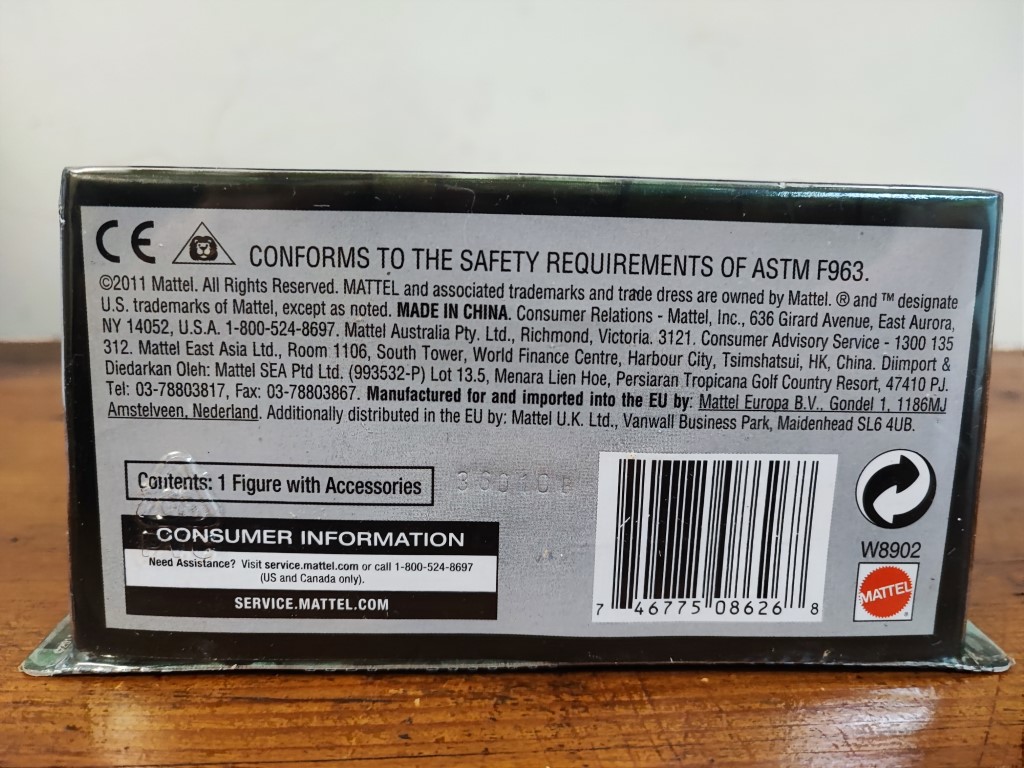 CE
CONFORMS TO THE SAFETY REQUIREMENTS OF ASTM F963.
©2011 Mattel. All Rights Reserved. MATTEL and associated trademarks and trade dress are owned by Mattel. ® and ™ designate
U.S. trademarks of Mattel, except as noted. MADE IN CHINA. Consumer Relations - Mattel, Inc., 636 Girard Avenue, East Aurora,
NY 14052, U.S.A. 1-800-524-8697. Mattel Australia Pty. Ltd., Richmond, Victoria. 3121. Consumer Advisory Service - 1300 135
312. Mattel East Asia Ltd., Room 1106, South Tower, World Finance Centre, Harbour City, Tsimshatsui, HK, China. Diimport &
Diedarkan Oleh: Mattel SEA Ptd Ltd. (993532-P) Lot 13.5, Menara Lien Hoe, Persiaran Tropicana Golf Country Resort, 47410 PJ.
Tel: 03-78803817, Fax: 03-78803867. Manufactured for and imported into the EU by: Mattel Europa B.V., Gondel 1, 1186MJ
Amstelveen, Nederland. Additionally distributed in the EU by: Mattel U.K. Ltd., Vanwall Business Park, Maidenhead SL6 4UB.
Contents: 1 Figure with Accessories
CONSUMER INFORMATION
Need Assistance? Visit service.mattel.com or call 1-800-524-8697
(US and Canada only).
SERVICE.MATTEL.COM
7 46775 08626 8
W8902
MATTEL